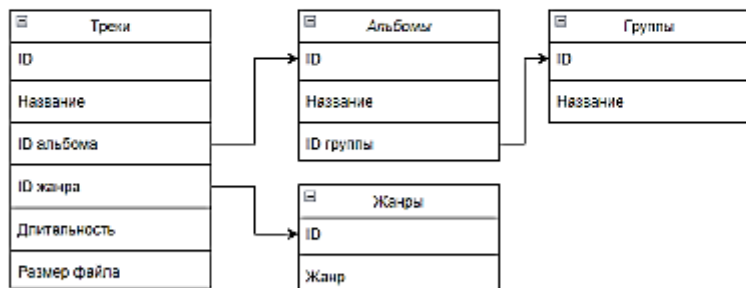 Треки
ID
Название
ID альбома
ID жанра
Длительность
Размер файла
Альбомы
ID
Название
ID группы
Группы
ID
Название
Жанры
ID
Жанр